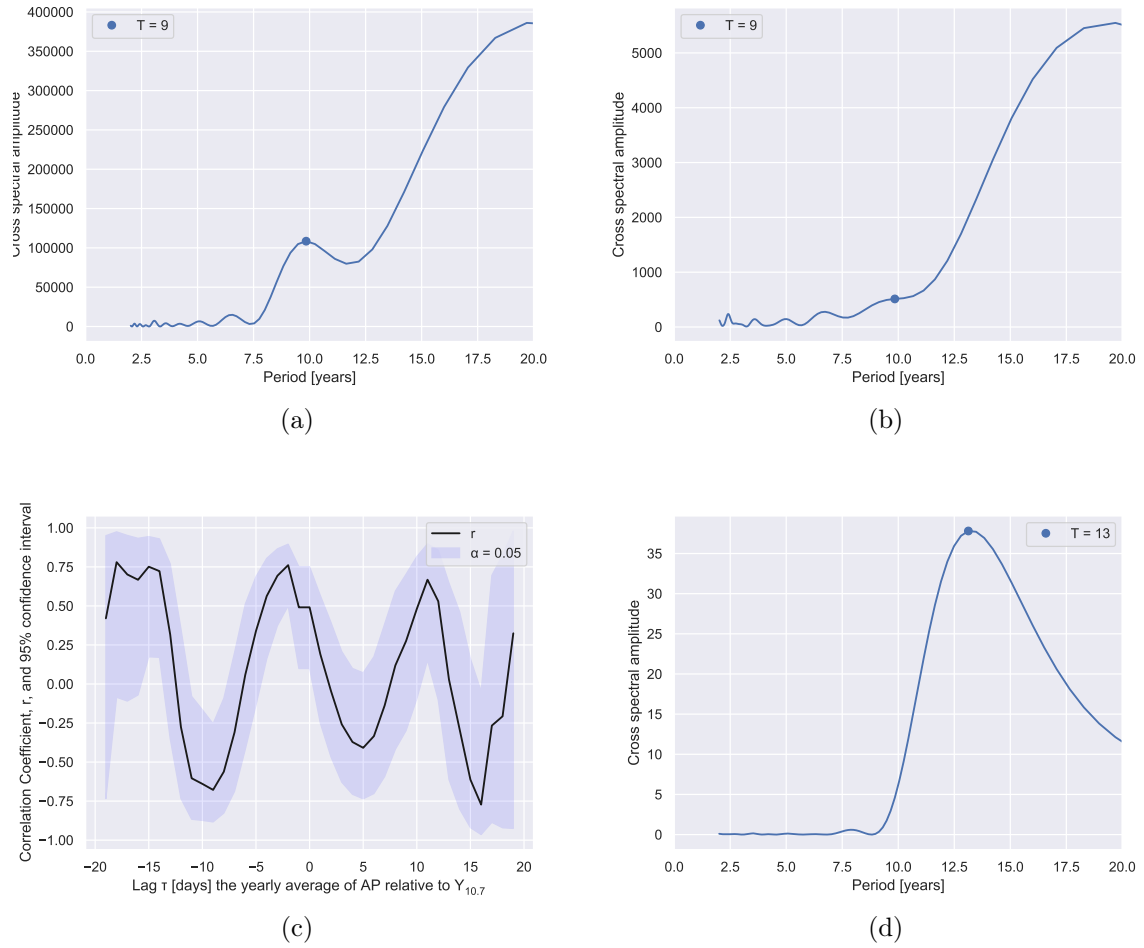 T = 9
400000
350000
300000
250000
200000
150000
100000
50000
0
Cross spectral amplitude
0.0 2.5 5.0 7.5 10.0 12.5 15.0 17.5 20.0
Period [years]
(a)
T = 9
5000
4000
3000
2000
1000
0
Cross spectral amplitude
0.0 2.5 5.0 7.5 10.0 12.5 15.0 17.5 20.0
Period [years]
(b)
r
α = 0.05
1.00
0.75
0.50
0.25
0.00
−0.25
−0.50
−0.75
−1.00
Correlation Coefficient, r, and 95% confidence interval
−20 −15 −10 −5 0 5 10 15 20
Lag τ [days] the yearly average of AP relative to Y10.7
(c)
T = 13
35
30
25
20
15
10
5
0
Cross spectral amplitude
0.0 2.5 5.0 7.5 10.0 12.5 15.0 17.5 20.0
Period [years]
(d)